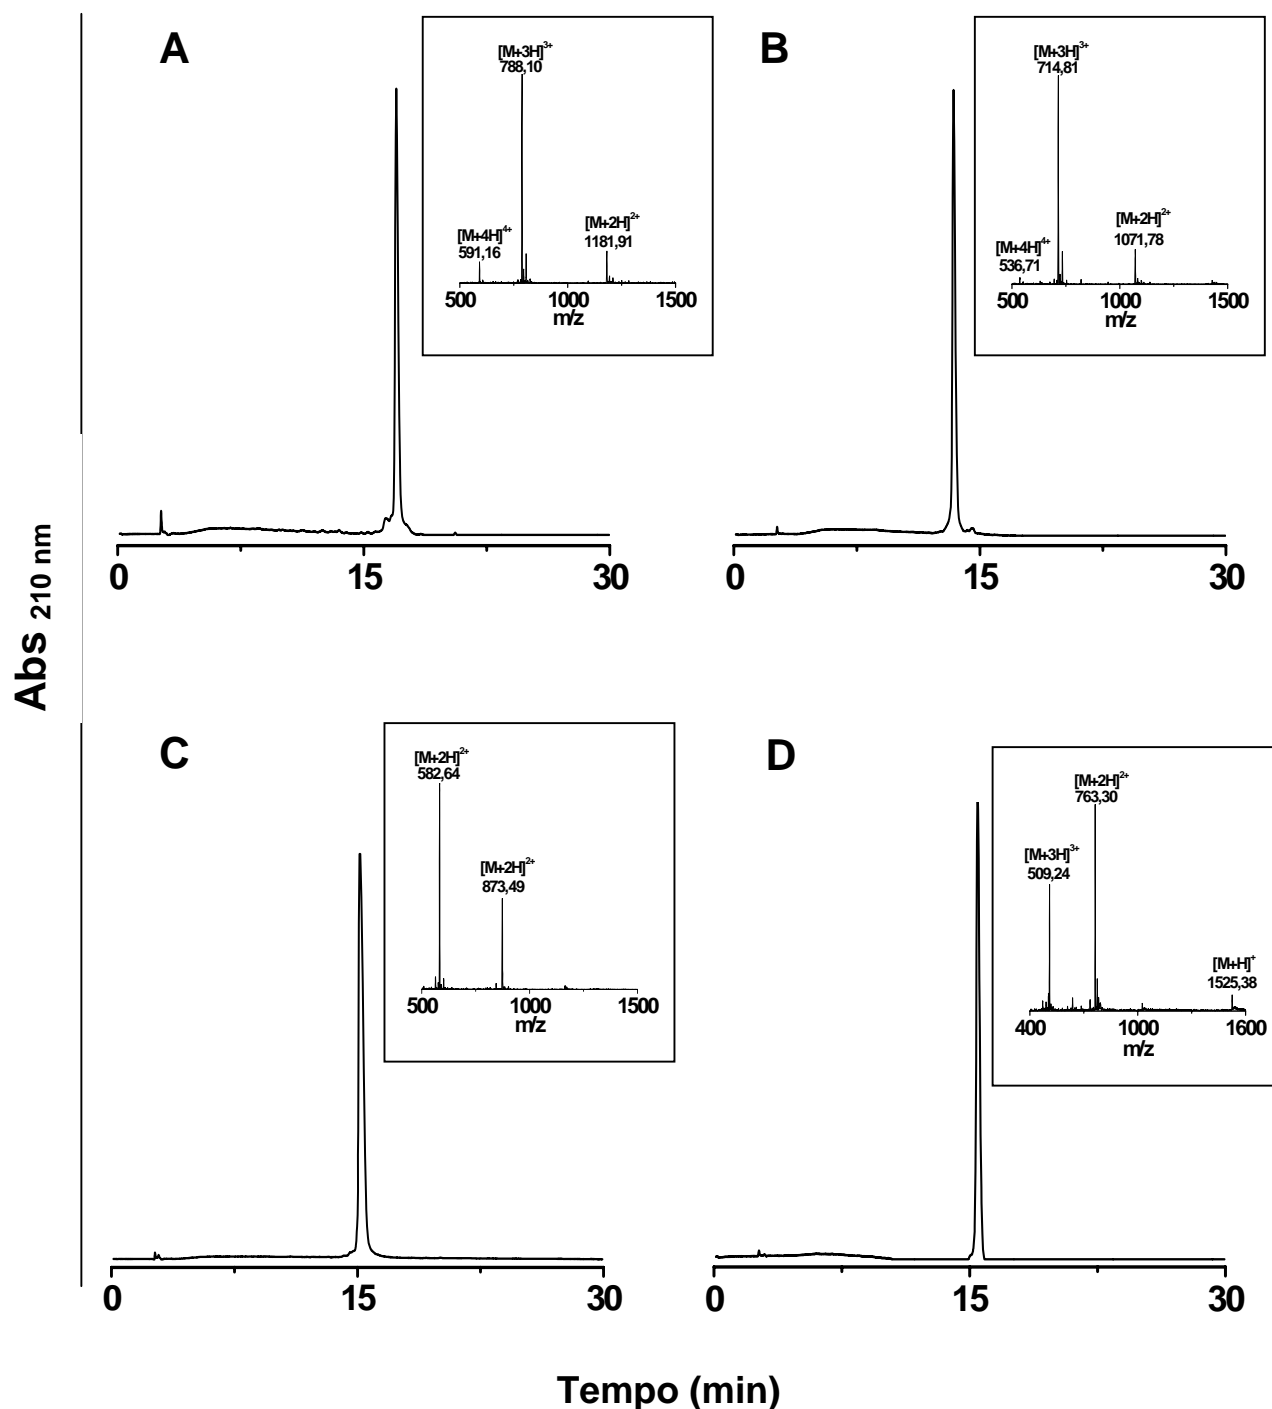 Abs 210 nm
A
[M+3H]3+
788,10
[M+4H]4+
591,16
[M+2H]2+
1181,91
500 1000 1500
m/z
0 15 30
B
[M+3H]3+
714,81
[M+4H]4+
536,71
[M+2H]2+
1071,78
500 1000 1500
m/z
0 15 30
C
[M+2H]2+
582,64
[M+2H]2+
873,49
500 1000 1500
m/z
0 15 30
D
[M+2H]2+
763,30
[M+3H]3+
509,24
[M+H]+
1525,38
400 1000 1600
m/z
0 15 30
Tempo (min)